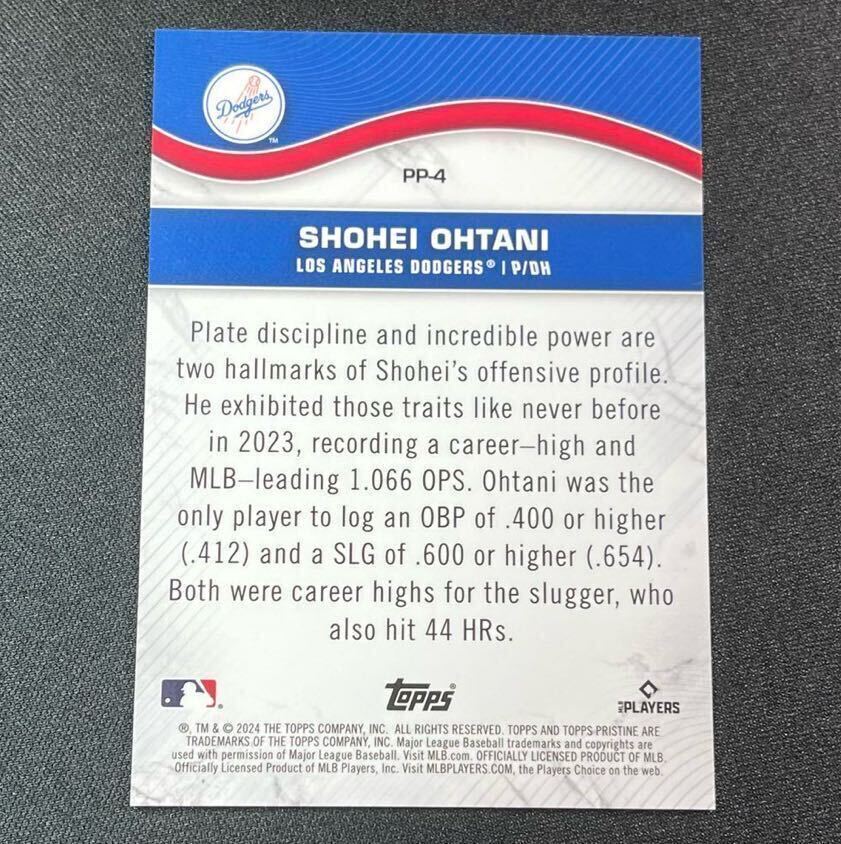 Dodgers
TM
PP-4
SHOHEI OHTANI
LOS ANGELES DODGERS® | P/DH
Plate discipline and incredible power are
two hallmarks of Shohei's offensive profile.
He exhibited those traits like never before
in 2023, recording a career–high and
MLB–leading 1.066 OPS. Ohtani was the
only player to log an OBP of .400 or higher
(.412) and a SLG of .600 or higher (.654).
Both were career highs for the slugger, who
also hit 44 HRs.
topps®
MLB PLAYERS
®, TM & © 2024 THE TOPPS COMPANY, INC. ALL RIGHTS RESERVED. TOPPS AND TOPPS PRISTINE ARE
TRADEMARKS OF THE TOPPS COMPANY, INC. Major League Baseball trademarks and copyrights are
used with permission of Major League Baseball. Visit MLB.com. OFFICIALLY LICENSED PRODUCT OF MLB.
Officially Licensed Product of MLB Players, Inc. Visit MLBPLAYERS.COM, the Players Choice on the web.